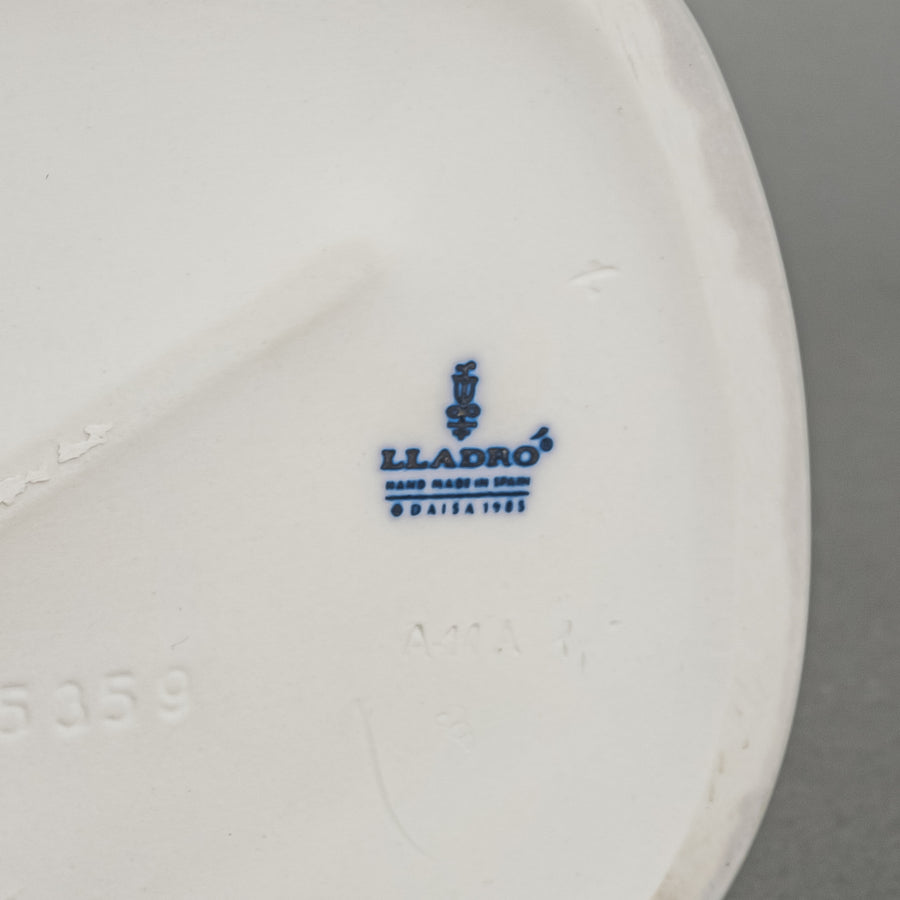 LLADRÓ®
HAND MADE IN SPAIN
© DAISA 1985
5359